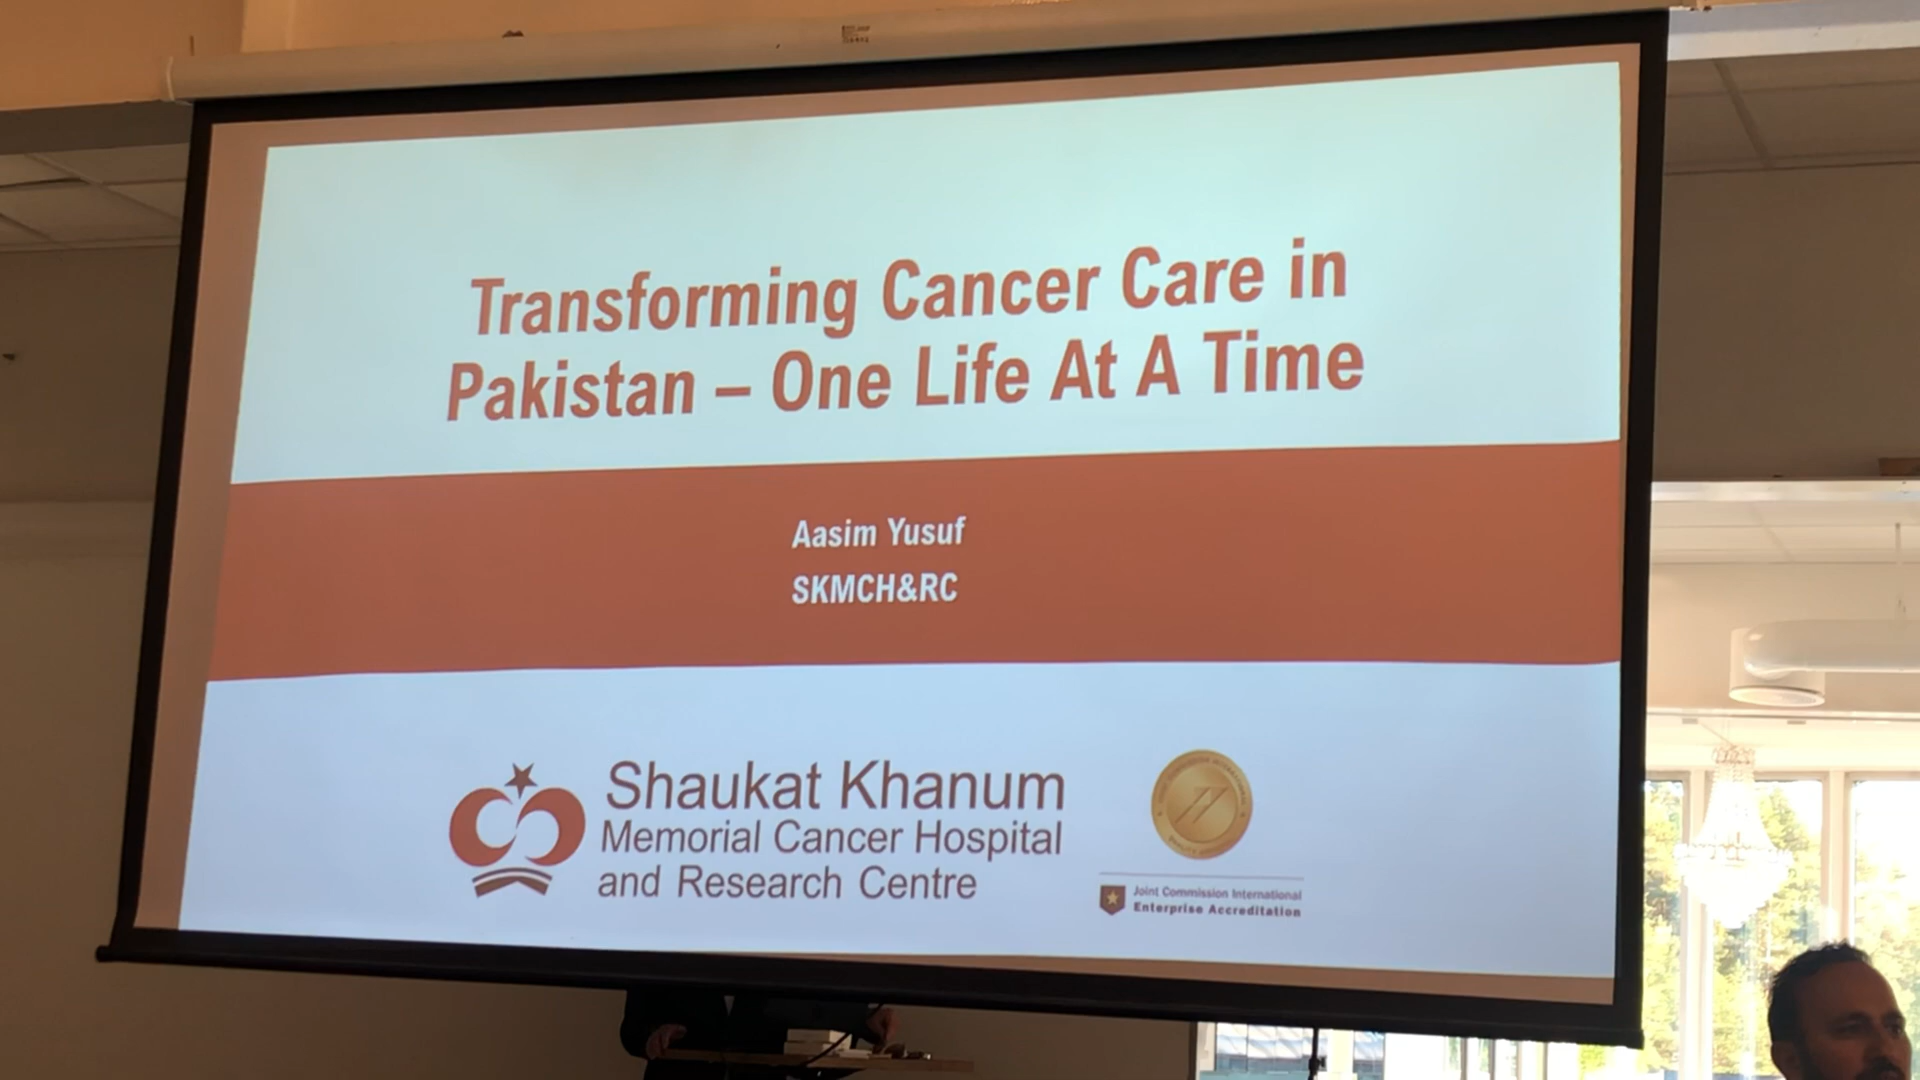 Transforming Cancer Care in
Pakistan – One Life At A Time
Aasim Yusuf
SKMCH&RC
Shaukat Khanum
Memorial Cancer Hospital
and Research Centre
Joint Commission International
Enterprise Accreditation